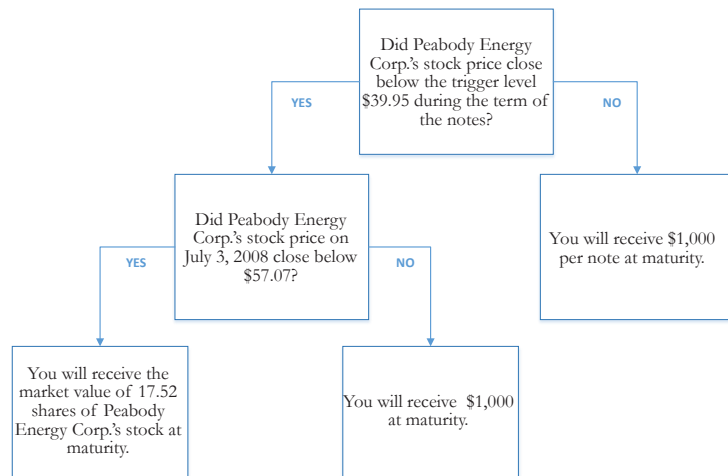 Did Peabody Energy
Corp.'s stock price close
below the trigger level
$39.95 during the term of
the notes?
YES
NO
Did Peabody Energy
Corp.'s stock price on
July 3, 2008 close below
$57.07?
You will receive $1,000
per note at maturity.
YES
NO
You will receive the
market value of 17.52
shares of Peabody
Energy Corp.'s stock at
maturity.
You will receive $1,000
at maturity.